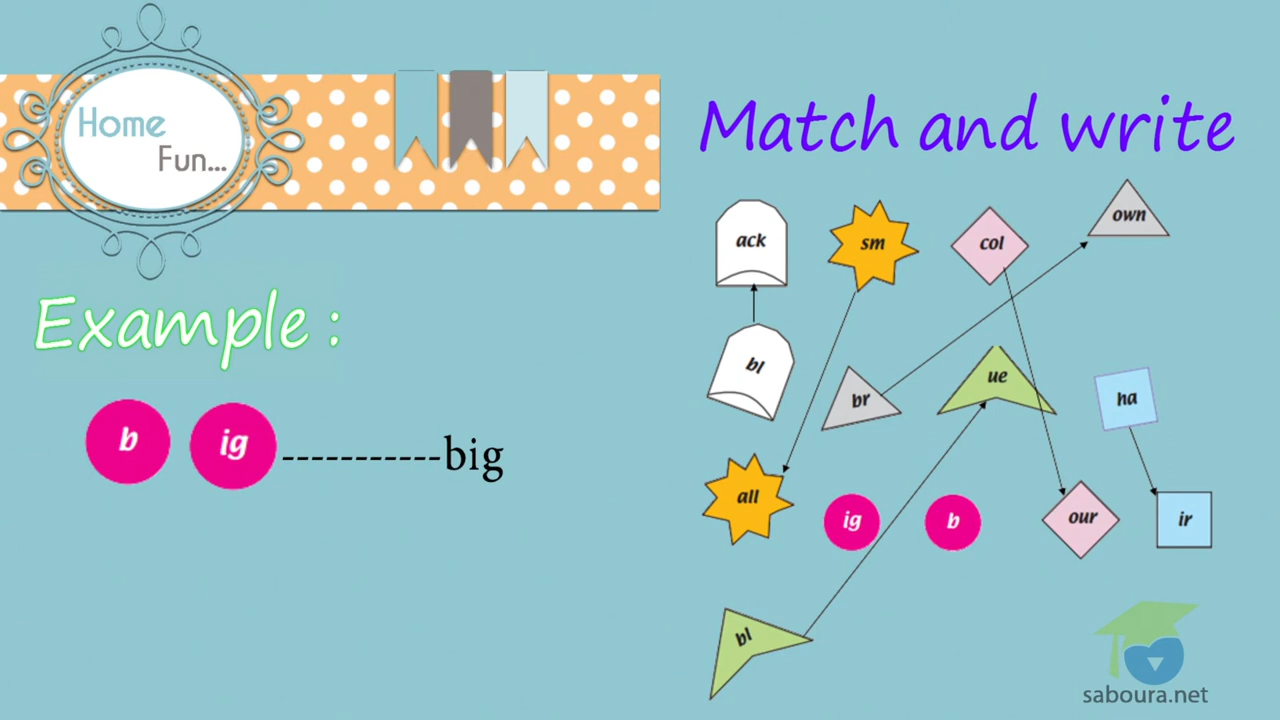 Home
Fun...
Match and write
Example :
b ig -----------big
ack sm col own
bl br ue ha
all ig b our ir
bl
saboura.net